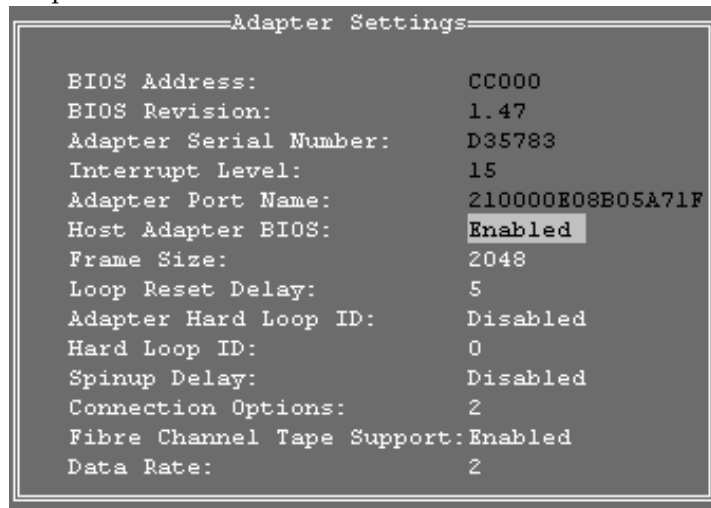 Adapter Settings
BIOS Address: CC000
BIOS Revision: 1.47
Adapter Serial Number: D35783
Interrupt Level: 15
Adapter Port Name: 210000E08B05A71F
Host Adapter BIOS: Enabled
Frame Size: 2048
Loop Reset Delay: 5
Adapter Hard Loop ID: Disabled
Hard Loop ID: 0
Spinup Delay: Disabled
Connection Options: 2
Fibre Channel Tape Support: Enabled
Data Rate: 2